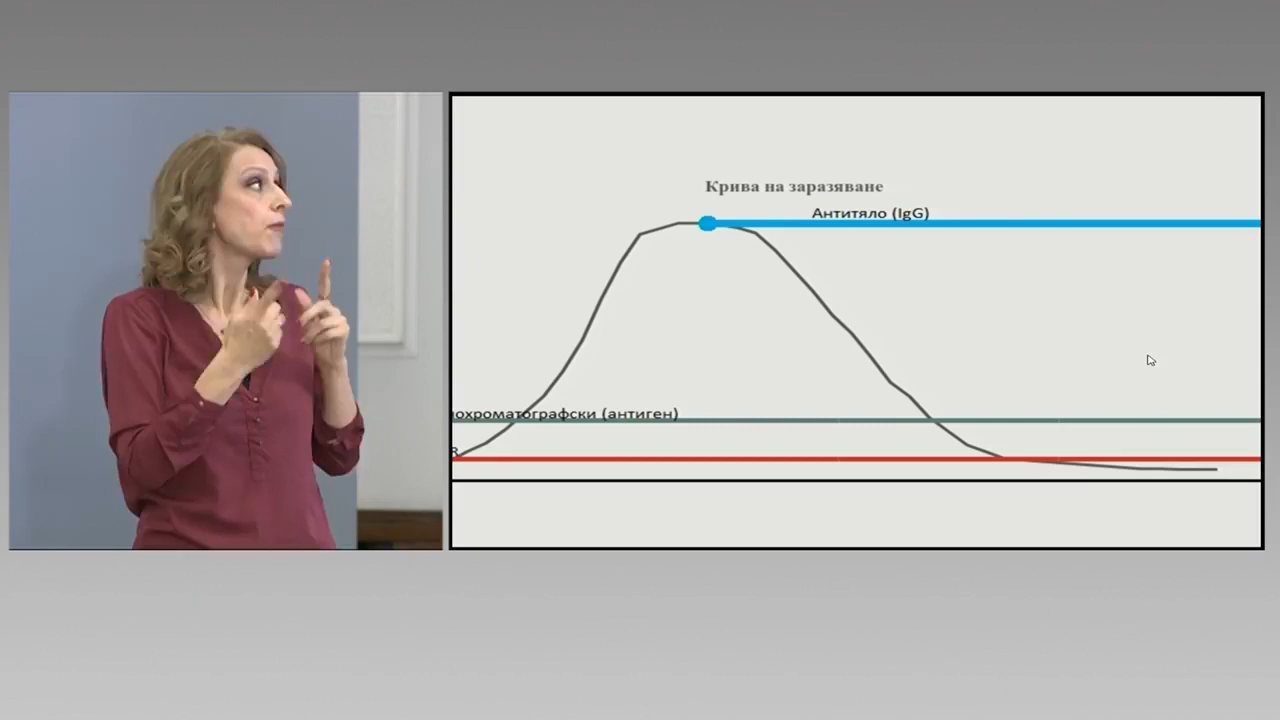 Крива на заразяване
Антитяло (IgG)
охроматографски (антиген)
R